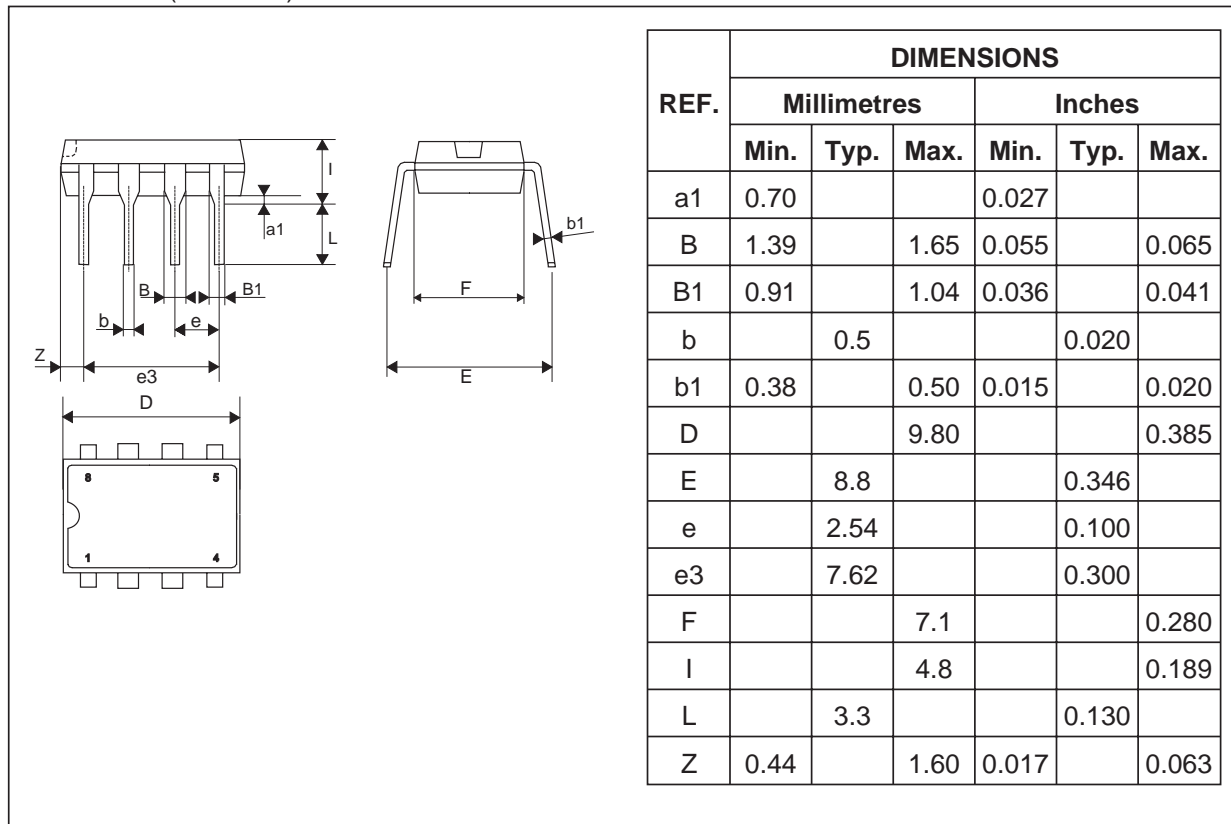 I
a1
L
b1
B
B1
F
b
e
Z
e3
E
D
8 5
1 4
REF. DIMENSIONS
Millimetres Inches
Min. Typ. Max. Min. Typ. Max.
a1 0.70 0.027
B 1.39 1.65 0.055 0.065
B1 0.91 1.04 0.036 0.041
b 0.5 0.020
b1 0.38 0.50 0.015 0.020
D 9.80 0.385
E 8.8 0.346
e 2.54 0.100
e3 7.62 0.300
F 7.1 0.280
I 4.8 0.189
L 3.3 0.130
Z 0.44 1.60 0.017 0.063